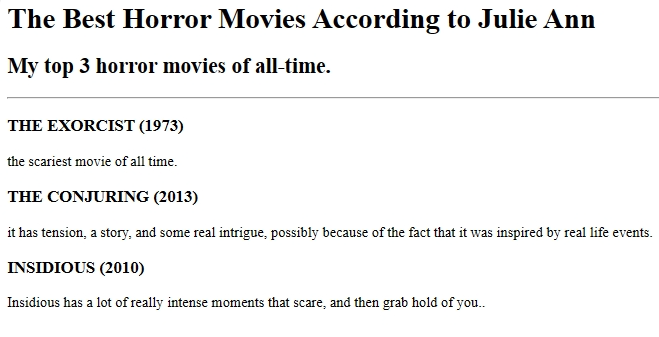 The Best Horror Movies According to Julie Ann
My top 3 horror movies of all-time.
THE EXORCIST (1973)
the scariest movie of all time.
THE CONJURING (2013)
it has tension, a story, and some real intrigue, possibly because of the fact that it was inspired by real life events.
INSIDIOUS (2010)
Insidious has a lot of really intense moments that scare, and then grab hold of you..